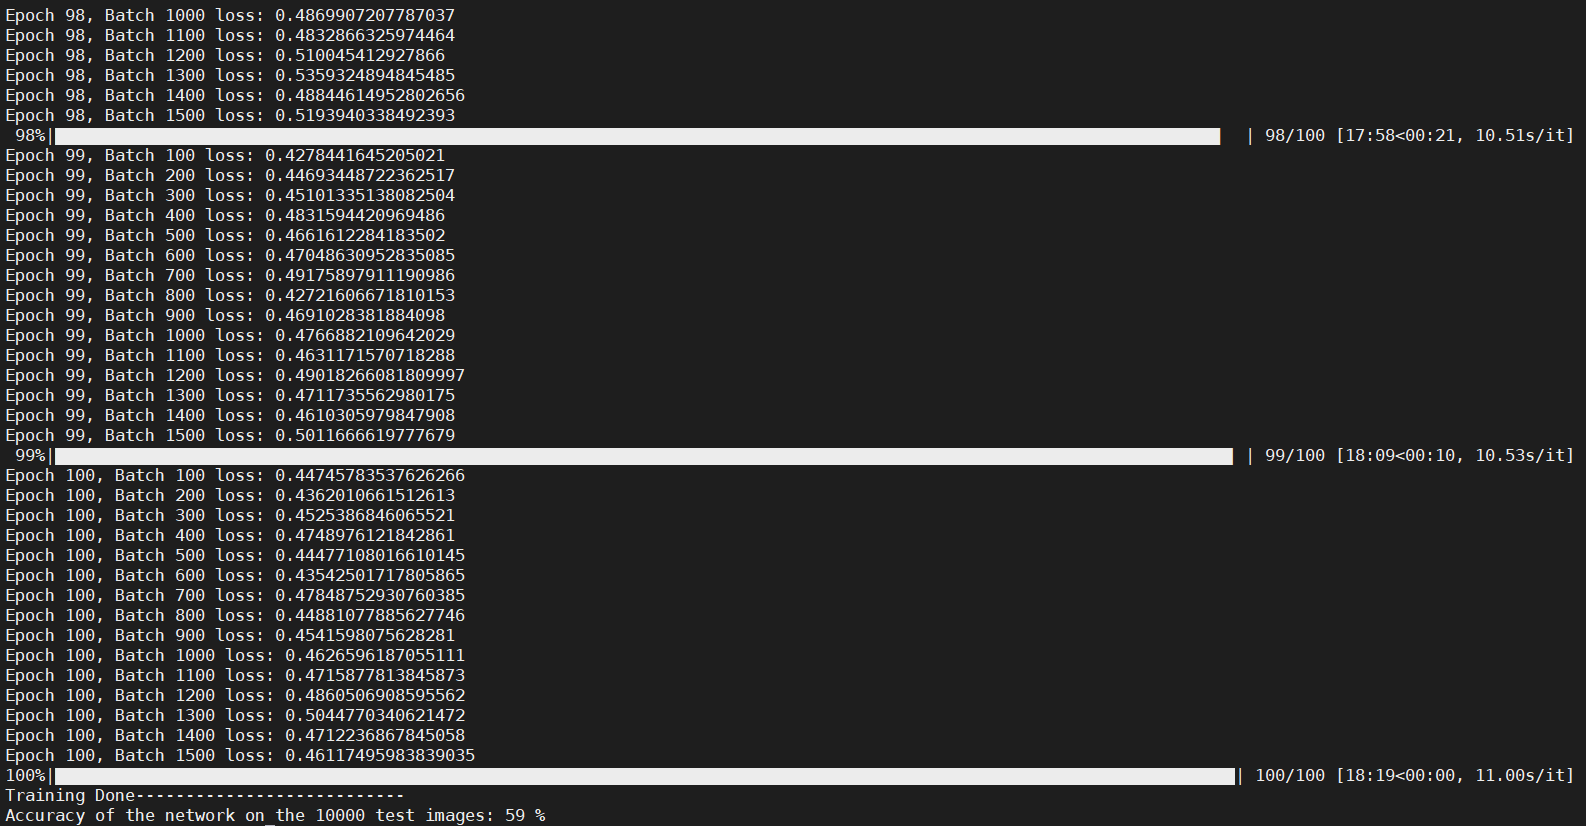 Epoch 98, Batch 1000 loss: 0.4869907207787037
Epoch 98, Batch 1100 loss: 0.4832866325974464
Epoch 98, Batch 1200 loss: 0.510045412927866
Epoch 98, Batch 1300 loss: 0.5359324894845485
Epoch 98, Batch 1400 loss: 0.48844614952802656
Epoch 98, Batch 1500 loss: 0.5193940338492393
98%| | 98/100 [17:58<00:21, 10.51s/it]
Epoch 99, Batch 100 loss: 0.4278441645205021
Epoch 99, Batch 200 loss: 0.44693448722362517
Epoch 99, Batch 300 loss: 0.45101335138082504
Epoch 99, Batch 400 loss: 0.4831594420969486
Epoch 99, Batch 500 loss: 0.4661612284183502
Epoch 99, Batch 600 loss: 0.47048630952835085
Epoch 99, Batch 700 loss: 0.49175897911190986
Epoch 99, Batch 800 loss: 0.42721606671810153
Epoch 99, Batch 900 loss: 0.4691028381884098
Epoch 99, Batch 1000 loss: 0.4766882109642029
Epoch 99, Batch 1100 loss: 0.4631171570718288
Epoch 99, Batch 1200 loss: 0.49018266081809997
Epoch 99, Batch 1300 loss: 0.4711735562980175
Epoch 99, Batch 1400 loss: 0.4610305979847908
Epoch 99, Batch 1500 loss: 0.5011666619777679
99%| | 99/100 [18:09<00:10, 10.53s/it]
Epoch 100, Batch 100 loss: 0.44745783537626266
Epoch 100, Batch 200 loss: 0.4362010661512613
Epoch 100, Batch 300 loss: 0.4525386846065521
Epoch 100, Batch 400 loss: 0.4748976121842861
Epoch 100, Batch 500 loss: 0.44477108016610145
Epoch 100, Batch 600 loss: 0.43542501717805865
Epoch 100, Batch 700 loss: 0.47848752930760385
Epoch 100, Batch 800 loss: 0.44881077885627746
Epoch 100, Batch 900 loss: 0.4541598075628281
Epoch 100, Batch 1000 loss: 0.4626596187055111
Epoch 100, Batch 1100 loss: 0.4715877813845873
Epoch 100, Batch 1200 loss: 0.4860506908595562
Epoch 100, Batch 1300 loss: 0.5044770340621472
Epoch 100, Batch 1400 loss: 0.4712236867845058
Epoch 100, Batch 1500 loss: 0.46117495983839035
100%| | 100/100 [18:19<00:00, 11.00s/it]
Training Done---------------------------
Accuracy of the network on the 10000 test images: 59 %